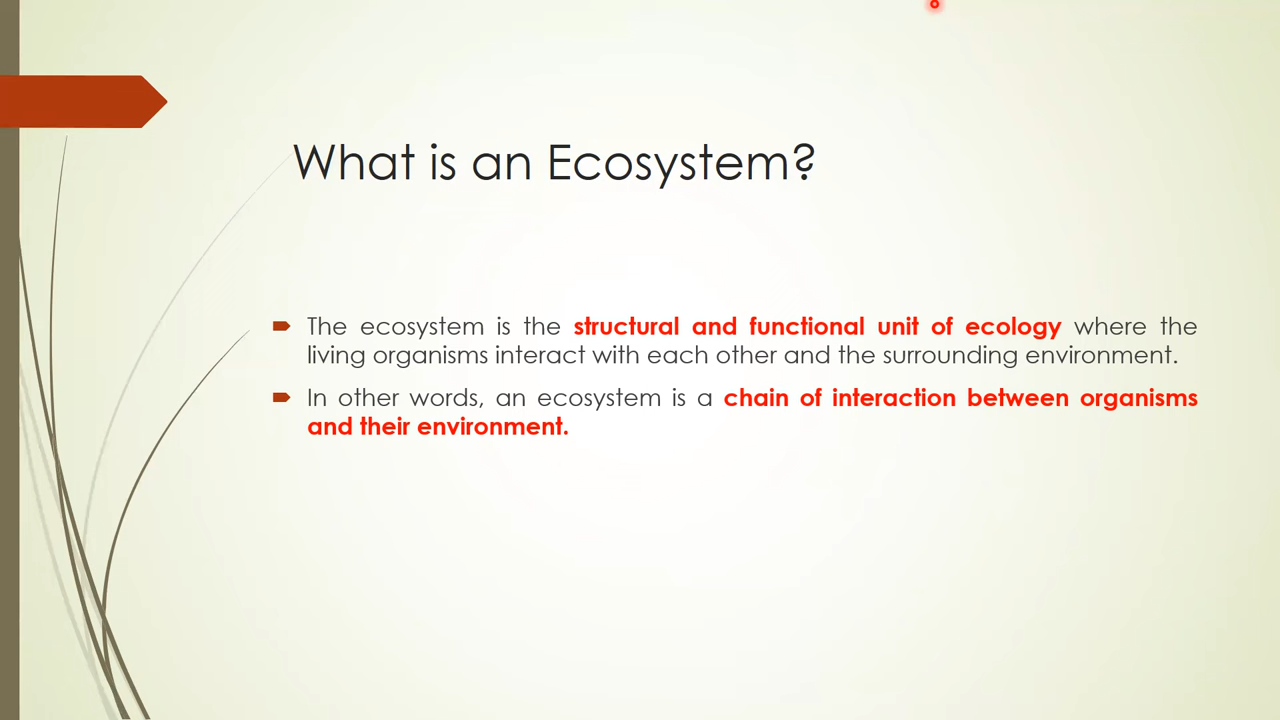 What is an Ecosystem?
The ecosystem is the structural and functional unit of ecology where the
living organisms interact with each other and the surrounding environment.
In other words, an ecosystem is a chain of interaction between organisms
and their environment.